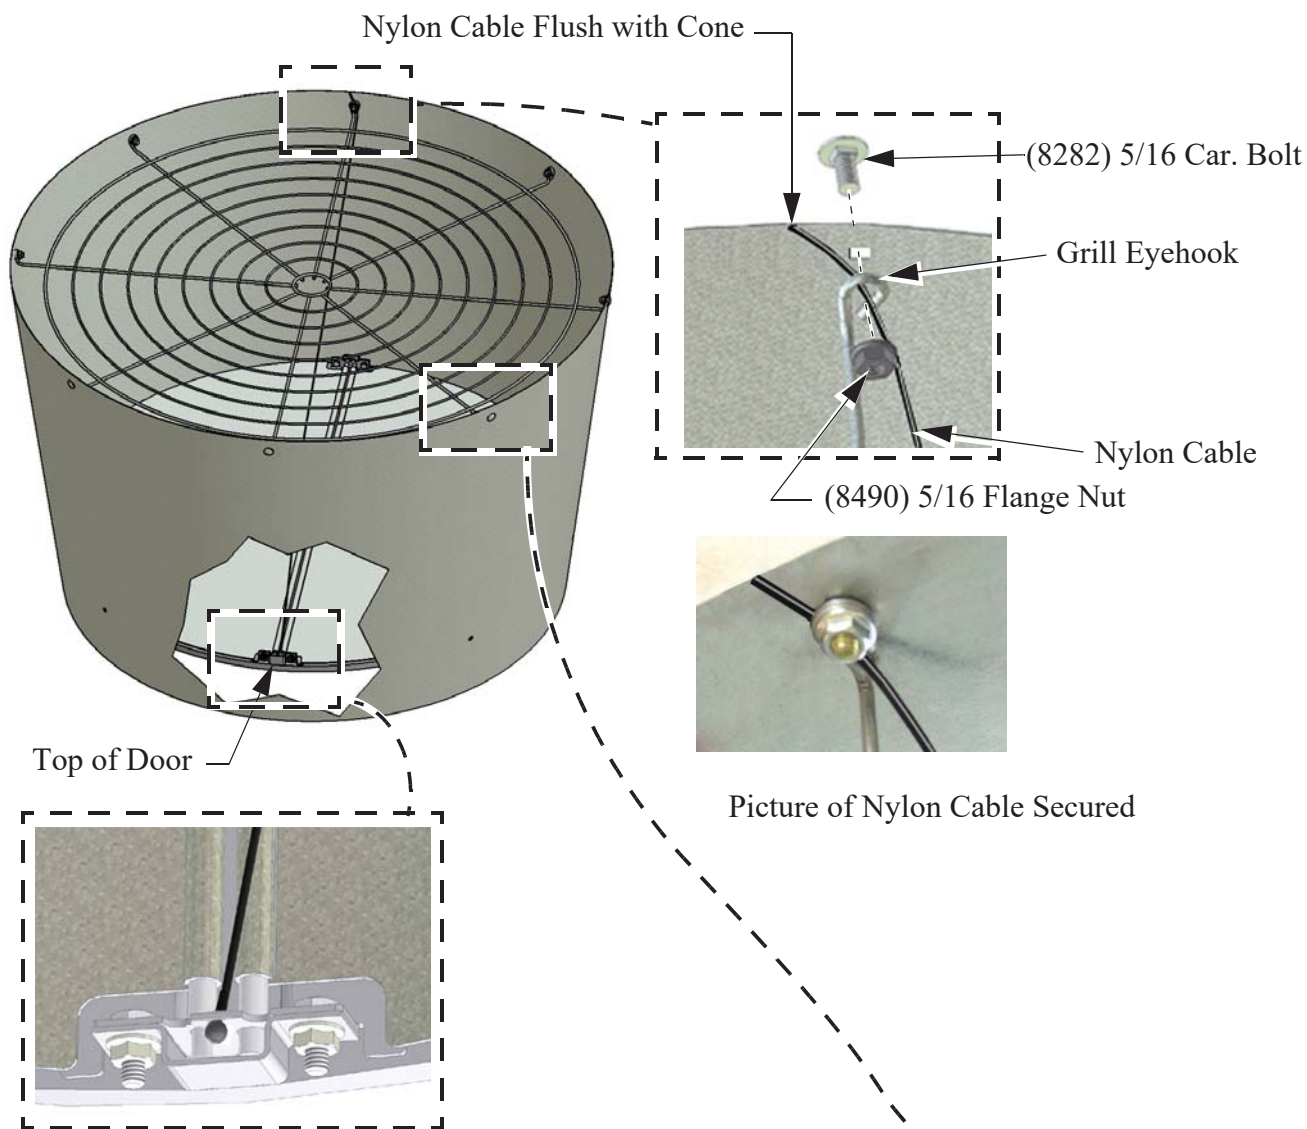 Nylon Cable Flush with Cone
(8282) 5/16 Car. Bolt
Grill Eyehook
Nylon Cable
(8490) 5/16 Flange Nut
Top of Door
Picture of Nylon Cable Secured